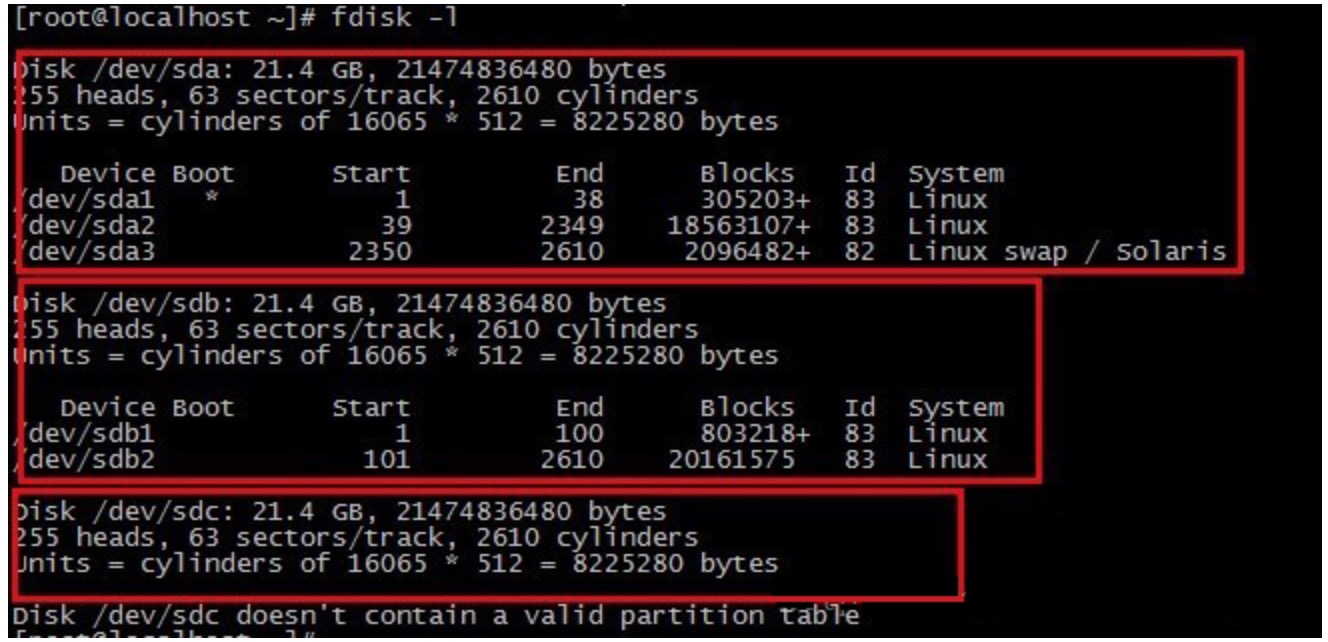 [root@localhost ~]# fdisk -l
Disk /dev/sda: 21.4 GB, 21474836480 bytes
255 heads, 63 sectors/track, 2610 cylinders
Units = cylinders of 16065 * 512 = 8225280 bytes
Device Boot Start End Blocks Id System
/dev/sda1 * 1 38 305203+ 83 Linux
/dev/sda2 39 2349 18563107+ 83 Linux
/dev/sda3 2350 2610 2096482+ 82 Linux swap / Solaris
Disk /dev/sdb: 21.4 GB, 21474836480 bytes
255 heads, 63 sectors/track, 2610 cylinders
Units = cylinders of 16065 * 512 = 8225280 bytes
Device Boot Start End Blocks Id System
/dev/sdb1 1 100 803218+ 83 Linux
/dev/sdb2 101 2610 20161575 83 Linux
Disk /dev/sdc: 21.4 GB, 21474836480 bytes
255 heads, 63 sectors/track, 2610 cylinders
Units = cylinders of 16065 * 512 = 8225280 bytes
Disk /dev/sdc doesn't contain a valid partition table
[root@localhost ~]#